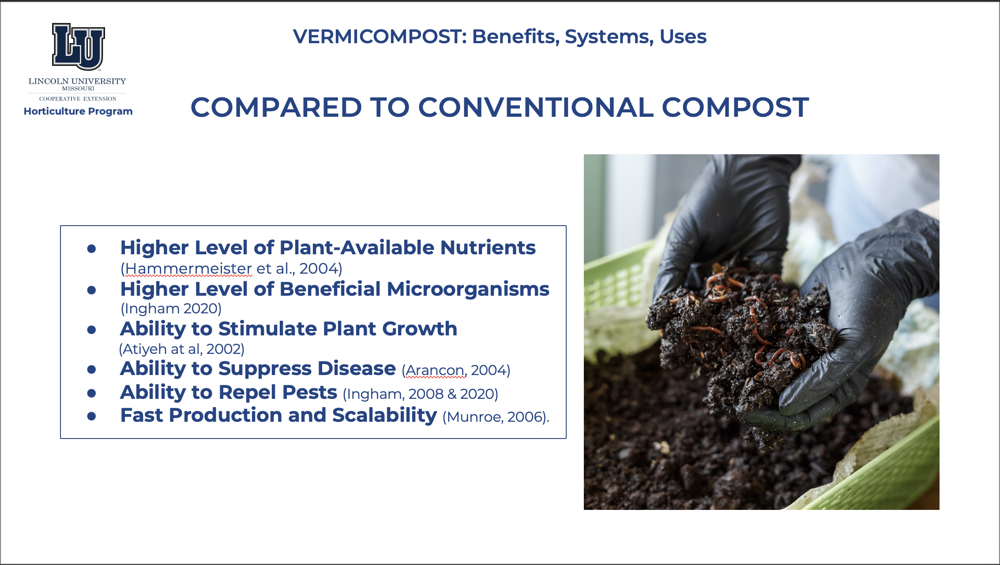 LU
TM
LINCOLN UNIVERSITY
MISSOURI
COOPERATIVE EXTENSION
Horticulture Program
VERMICOMPOST: Benefits, Systems, Uses
COMPARED TO CONVENTIONAL COMPOST
● Higher Level of Plant-Available Nutrients
(Hammermeister et al., 2004)
● Higher Level of Beneficial Microorganisms
(Ingham 2020)
● Ability to Stimulate Plant Growth
(Atiyeh at al, 2002)
● Ability to Suppress Disease (Arancon, 2004)
● Ability to Repel Pests (Ingham, 2008 & 2020)
● Fast Production and Scalability (Munroe, 2006).